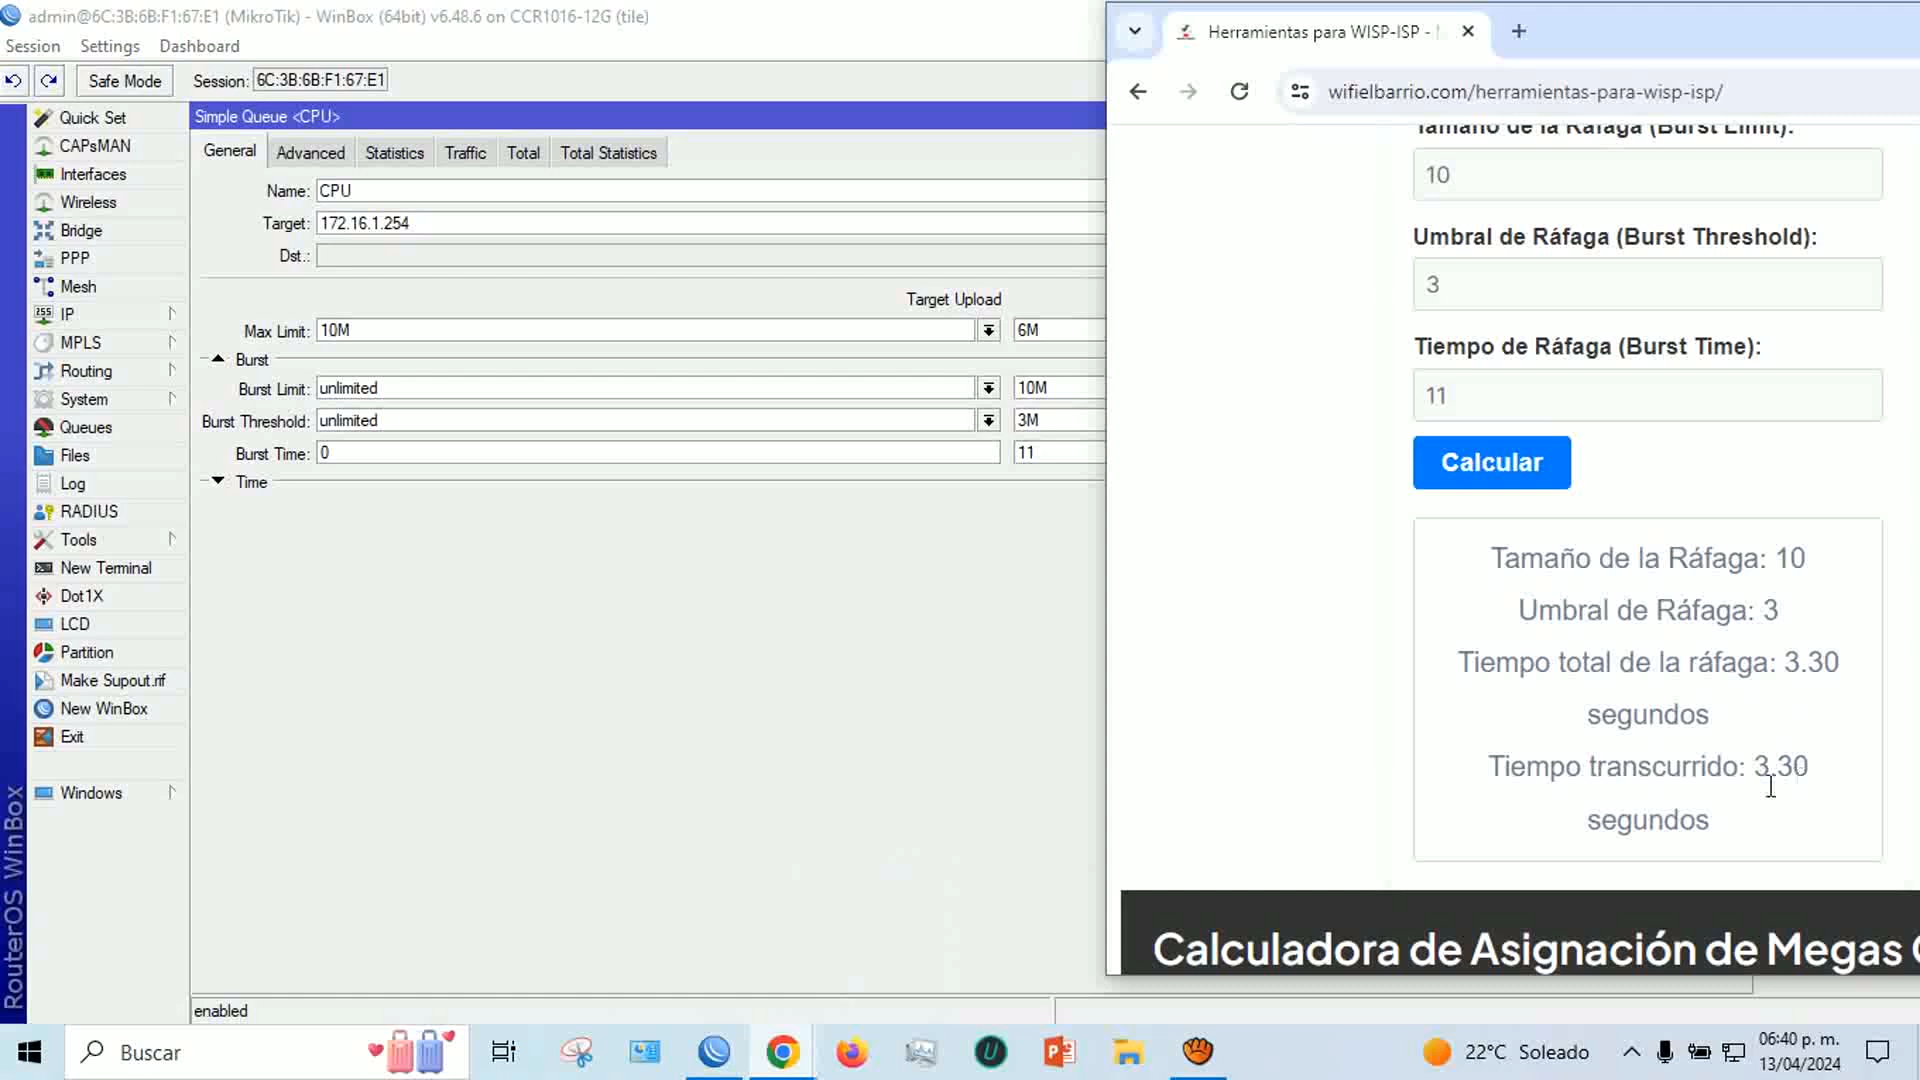 admin@6C:3B:6B:F1:67:E1 (MikroTik) - WinBox (64bit) v6.48.6 on CCR1016-12G (tile)
Session Settings Dashboard
Safe Mode Session: 6C:3B:6B:F1:67:E1
Quick Set
CAPsMAN
Interfaces
Wireless
Bridge
PPP
Mesh
IP
MPLS
Routing
System
Queues
Files
Log
RADIUS
Tools
New Terminal
Dot1X
LCD
Partition
Make Supout.rif
New WinBox
Exit
Windows
RouterOS WinBox
Simple Queue <CPU>
General Advanced Statistics Traffic Total Total Statistics
Name: CPU
Target: 172.16.1.254
Dst.:
Target Upload
Max Limit: 10M 6M
Burst
Burst Limit: unlimited 10M
Burst Threshold: unlimited 3M
Burst Time: 0 11
Time
enabled
Herramientas para WISP-ISP -
wifielbarrio.com/herramientas-para-wisp-isp/
Tamaño de la Ráfaga (Burst Limit):
10
Umbral de Ráfaga (Burst Threshold):
3
Tiempo de Ráfaga (Burst Time):
11
Calcular
Tamaño de la Ráfaga: 10
Umbral de Ráfaga: 3
Tiempo total de la ráfaga: 3.30
segundos
Tiempo transcurrido: 3.30
segundos
Calculadora de Asignación de Megas
Buscar
22°C Soleado
06:40 p. m.
13/04/2024